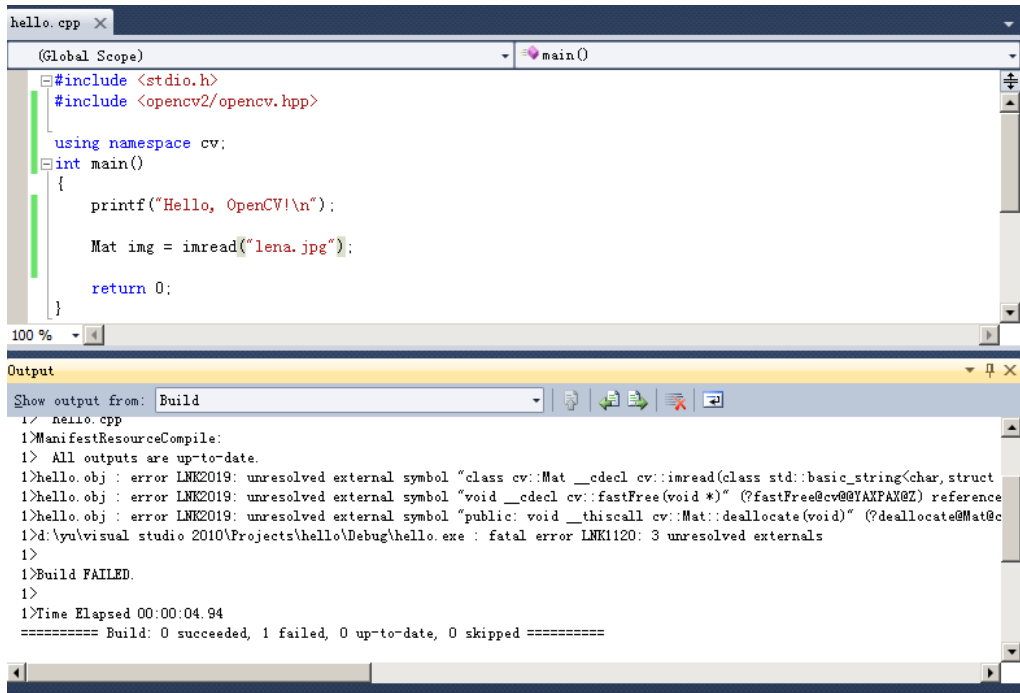 hello.cpp
(Global Scope) main()
#include <stdio.h>
#include <opencv2/opencv.hpp>
using namespace cv;
int main()
{
printf("Hello, OpenCV!\n");
Mat img = imread("lena.jpg");
return 0;
}
100 %
Output
Show output from: Build
1> hello.cpp
1>ManifestResourceCompile:
1> All outputs are up-to-date.
1>hello.obj : error LNK2019: unresolved external symbol "class cv::Mat __cdecl cv::imread(class std::basic_string<char,struct
1>hello.obj : error LNK2019: unresolved external symbol "void __cdecl cv::fastFree(void *)" (?fastFree@cv@@YAXPAX@Z) reference
1>hello.obj : error LNK2019: unresolved external symbol "public: void __thiscall cv::Mat::deallocate(void)" (?deallocate@Mat@c
1>d:\yu\visual studio 2010\Projects\hello\Debug\hello.exe : fatal error LNK1120: 3 unresolved externals
1>
1>Build FAILED.
1>
1>Time Elapsed 00:00:04.94
========== Build: 0 succeeded, 1 failed, 0 up-to-date, 0 skipped ==========